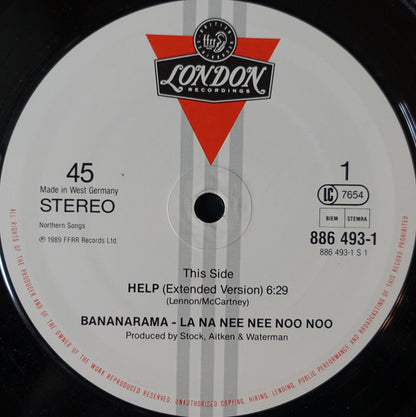 ffrr
LONDON
RECORDINGS
45
Made in West Germany
STEREO
Northern Songs
℗ 1989 FFRR Records Ltd.
1
LC 7654
BIEM STEMRA
886 493-1
886 493-1 S 1
This Side
HELP (Extended Version) 6:29
(Lennon/McCartney)
BANANARAMA - LA NA NEE NEE NOO NOO
Produced by Stock, Aitken & Waterman
ALL RIGHTS OF THE PRODUCER AND OF THE OWNER OF THE WORK REPRODUCED RESERVED. UNAUTHORISED COPYING, HIRING, LENDING, PUBLIC PERFORMANCE AND BROADCASTING OF THIS RECORD PROHIBITED